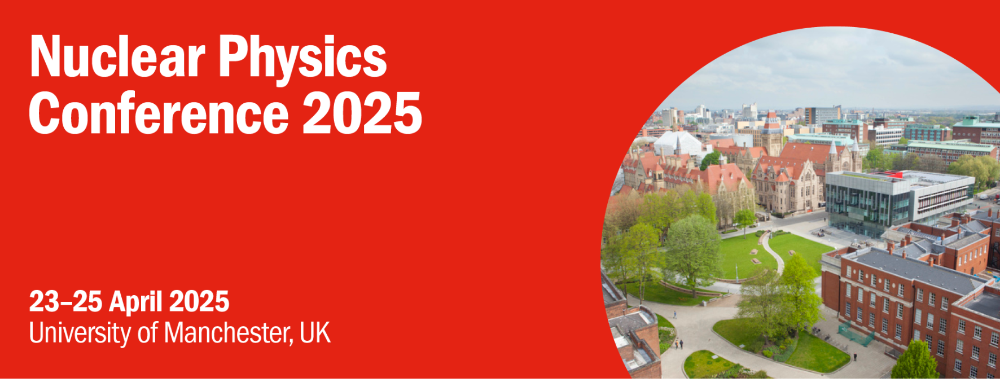 Nuclear Physics
Conference 2025
23–25 April 2025
University of Manchester, UK